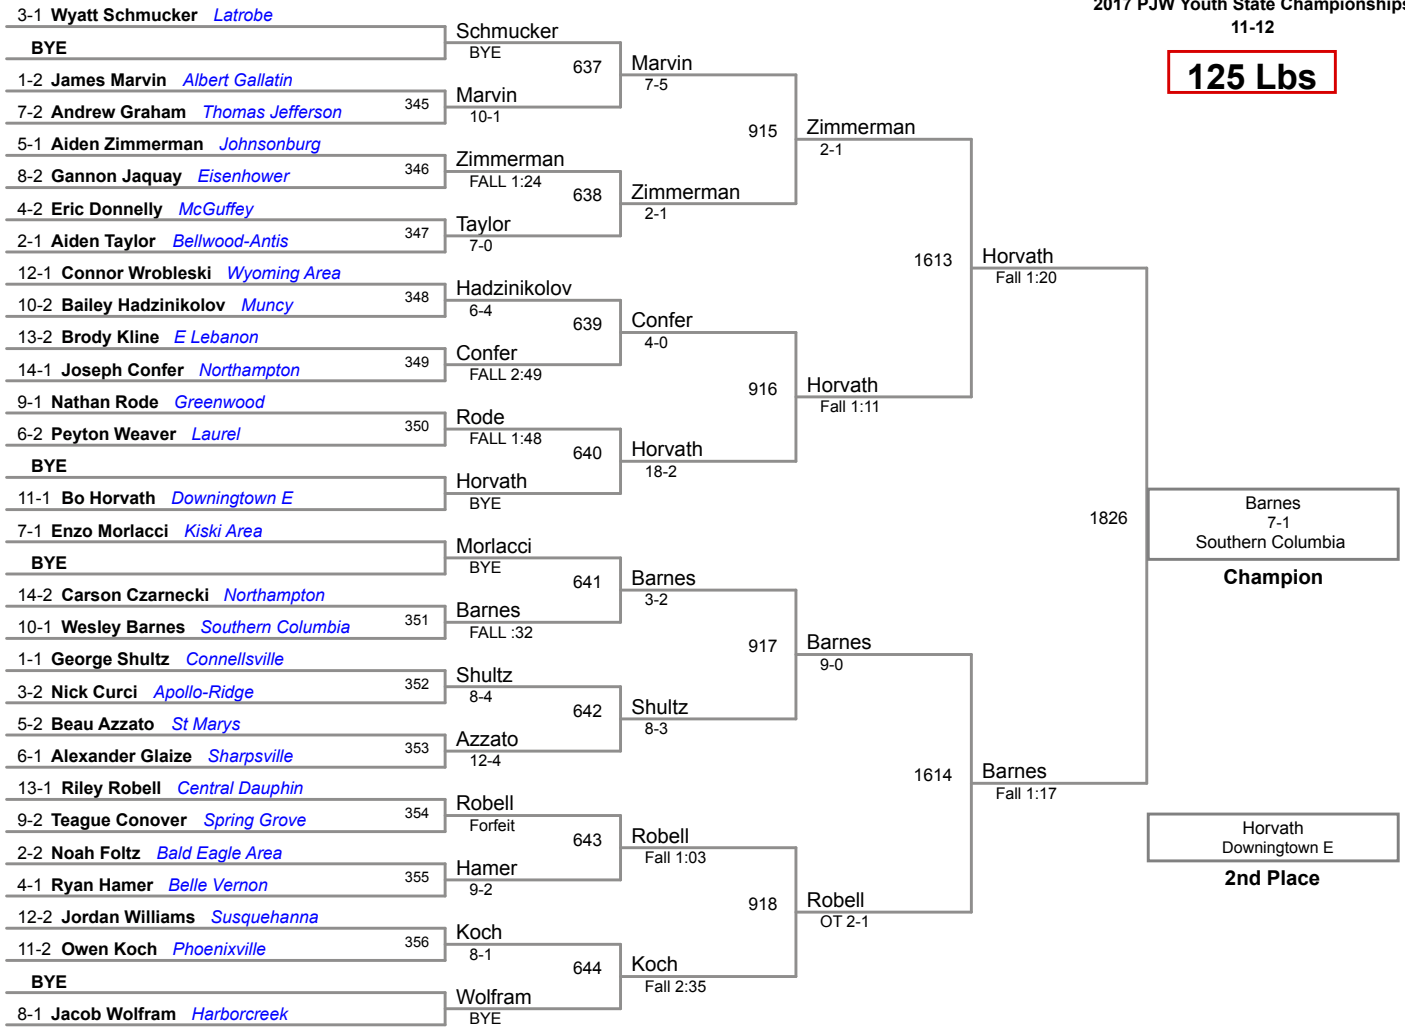 2017 PJW Youth State Championships
11-12
125 Lbs
3-1 Wyatt Schmucker Latrobe
BYE
1-2 James Marvin Albert Gallatin
7-2 Andrew Graham Thomas Jefferson
5-1 Aiden Zimmerman Johnsonburg
8-2 Gannon Jaquay Eisenhower
4-2 Eric Donnelly McGuffey
2-1 Aiden Taylor Bellwood-Antis
12-1 Connor Wrobleski Wyoming Area
10-2 Bailey Hadzinikolov Muncy
13-2 Brody Kline E Lebanon
14-1 Joseph Confer Northampton
9-1 Nathan Rode Greenwood
6-2 Peyton Weaver Laurel
BYE
11-1 Bo Horvath Downingtown E
7-1 Enzo Morlacci Kiski Area
BYE
14-2 Carson Czarnecki Northampton
10-1 Wesley Barnes Southern Columbia
1-1 George Shultz Connellsville
3-2 Nick Curci Apollo-Ridge
5-2 Beau Azzato St Marys
6-1 Alexander Glaize Sharpsville
13-1 Riley Robell Central Dauphin
9-2 Teague Conover Spring Grove
2-2 Noah Foltz Bald Eagle Area
4-1 Ryan Hamer Belle Vernon
12-2 Jordan Williams Susquehanna
11-2 Owen Koch Phoenixville
BYE
8-1 Jacob Wolfram Harborcreek
345
346
347
348
349
350
351
352
353
354
355
356
Schmucker
BYE
Marvin
10-1
Zimmerman
FALL 1:24
Taylor
7-0
Hadzinikolov
6-4
Confer
FALL 2:49
Rode
FALL 1:48
Horvath
BYE
Morlacci
BYE
Barnes
FALL :32
Shultz
8-4
Azzato
12-4
Robell
Forfeit
Hamer
9-2
Koch
8-1
Wolfram
BYE
637
638
639
640
641
642
643
644
Marvin
7-5
Zimmerman
2-1
Confer
4-0
Horvath
18-2
Barnes
3-2
Shultz
8-3
Robell
Fall 1:03
Koch
Fall 2:35
915
916
917
918
Zimmerman
2-1
Horvath
Fall 1:11
Barnes
9-0
Robell
OT 2-1
1613
1614
Horvath
Fall 1:20
Barnes
Fall 1:17
1826
Barnes
7-1
Southern Columbia
Champion
Horvath
Downingtown E
2nd Place